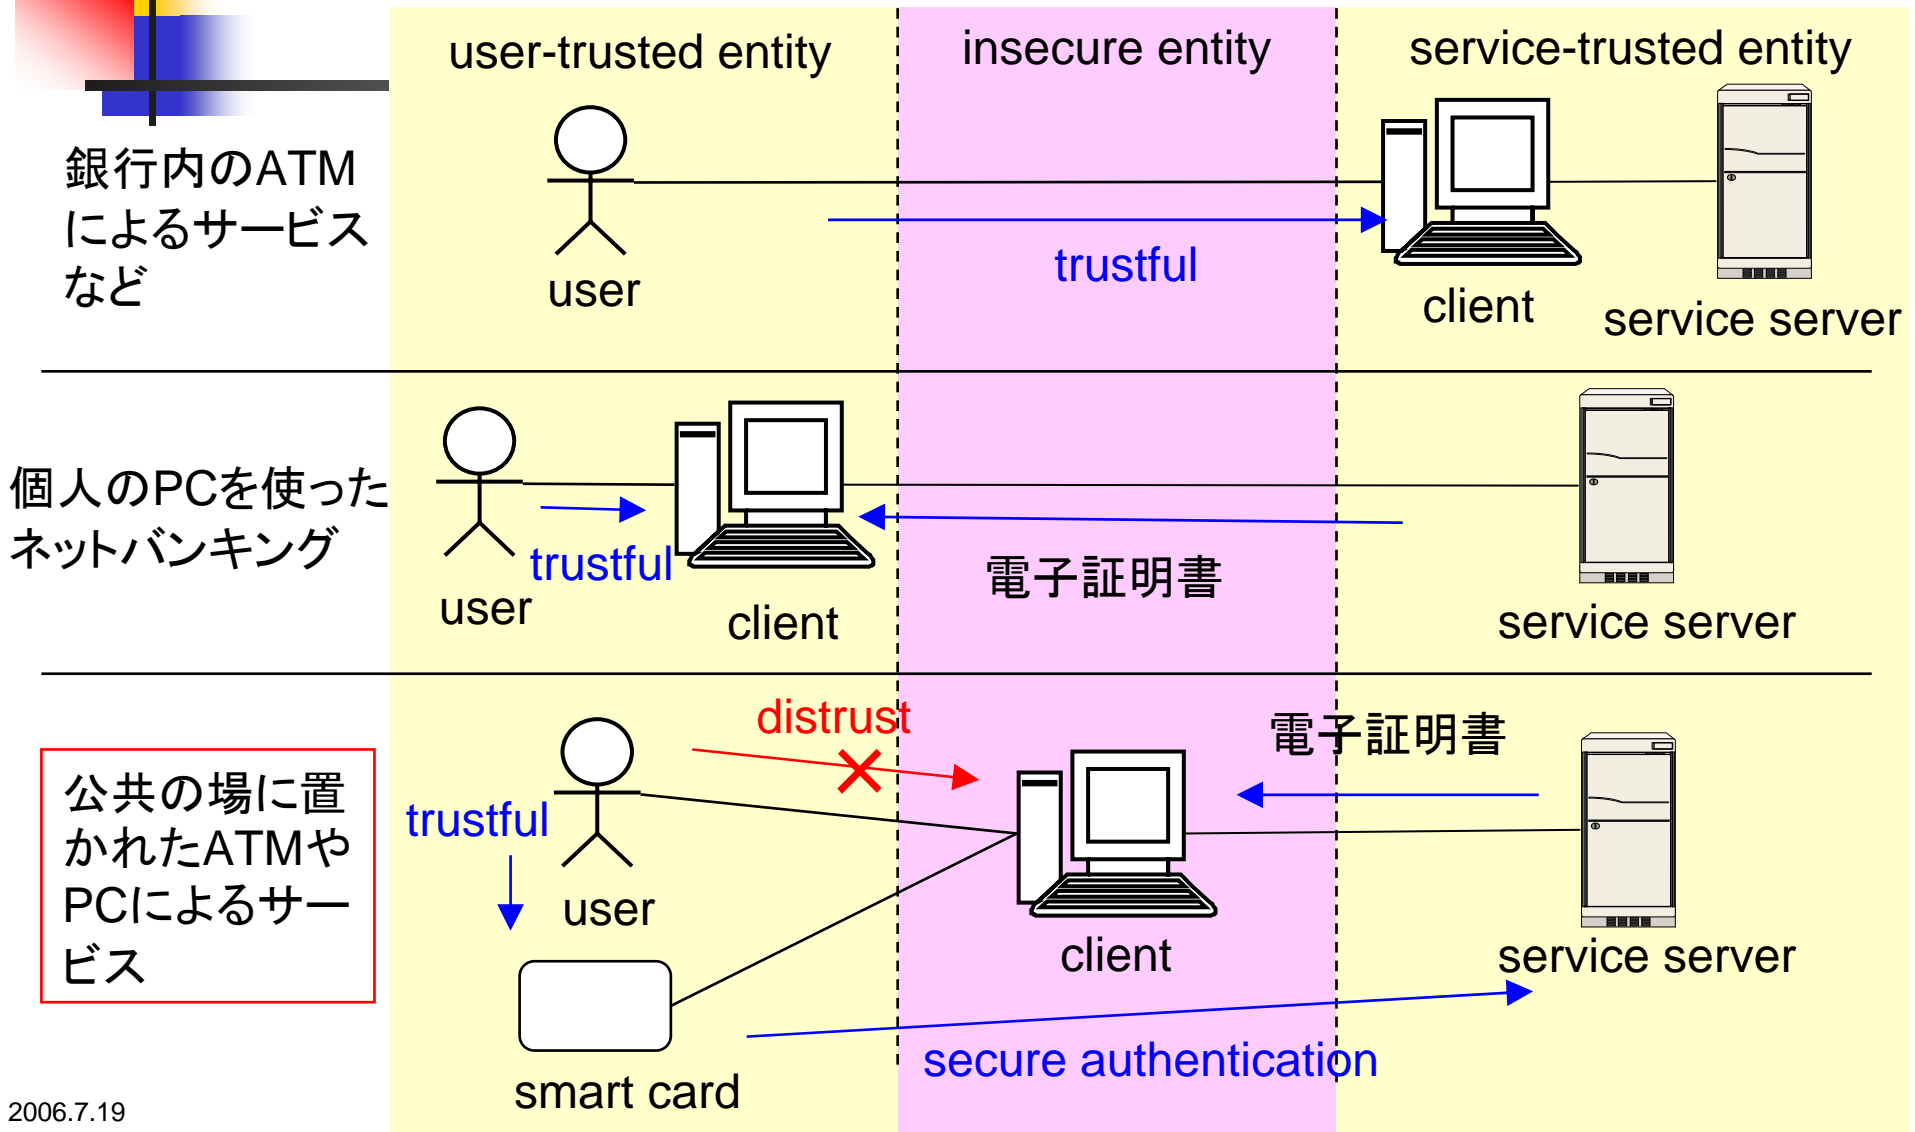 user-trusted entity
insecure entity
service-trusted entity
銀行内のATM
によるサービス
など
user
trustful
client
service server
個人のPCを使った
ネットバンキング
trustful
user
client
電子証明書
service server
公共の場に置
かれたATMや
PCによるサー
ビス
distrust
電子証明書
trustful
user
client
service server
secure authentication
smart card
2006.7.19